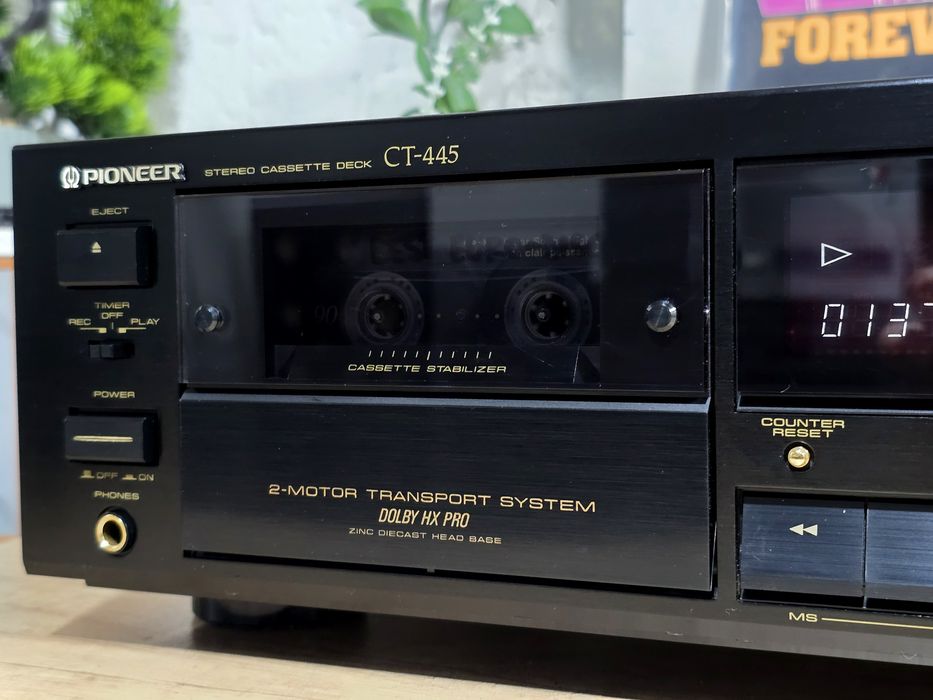 FOREV
PIONEER
STEREO CASSETTE DECK CT-445
EJECT
TIMER
OFF
REC PLAY
90
CASSETTE STABILIZER
0137
POWER
OFF ON
COUNTER
RESET
PHONES
2-MOTOR TRANSPORT SYSTEM
DOLBY HX PRO
ZINC DIECAST HEAD BASE
MS